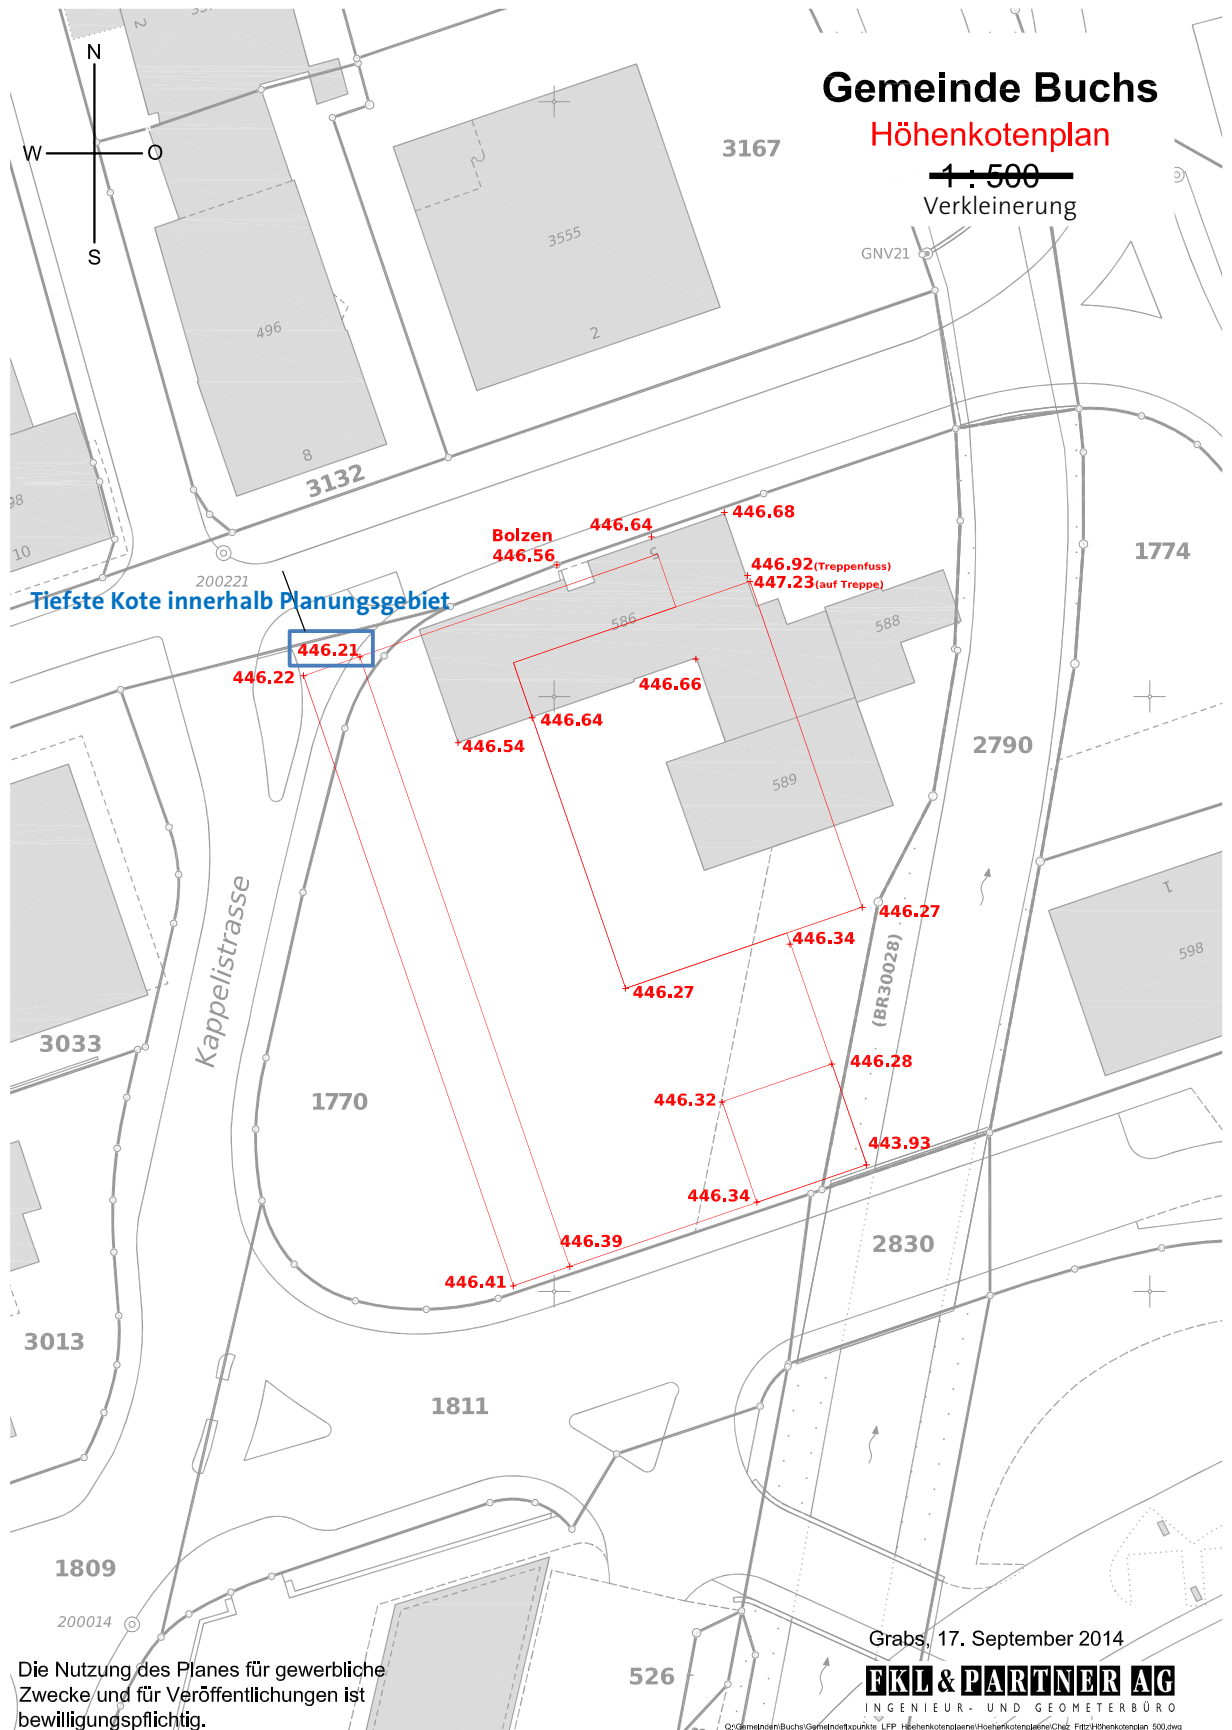 N
W
O
S
Gemeinde Buchs
Höhenkotenplan
1 : 500
Verkleinerung
3167
3555
2
2
GNV21
496
8
3132
98
10
200221
Bolzen
446.56
446.64
446.68
446.92 (Treppenfuss)
447.23 (auf Treppe)
1774
Tiefste Kote innerhalb Planungsgebiet
5
586
588
446.21
446.22
446.66
446.64
446.54
2790
589
Kappelistrasse
446.27
446.34
446.27
(BR30028)
1
598
3033
1770
446.28
446.32
443.93
446.34
446.39
446.41
2830
3013
1811
1809
200014
526
Grabs, 17. September 2014
FKL & PARTNER AG
INGENIEUR- UND GEOMETERBÜRO
Die Nutzung des Planes für gewerbliche
Zwecke und für Veröffentlichungen ist
bewilligungspflichtig.